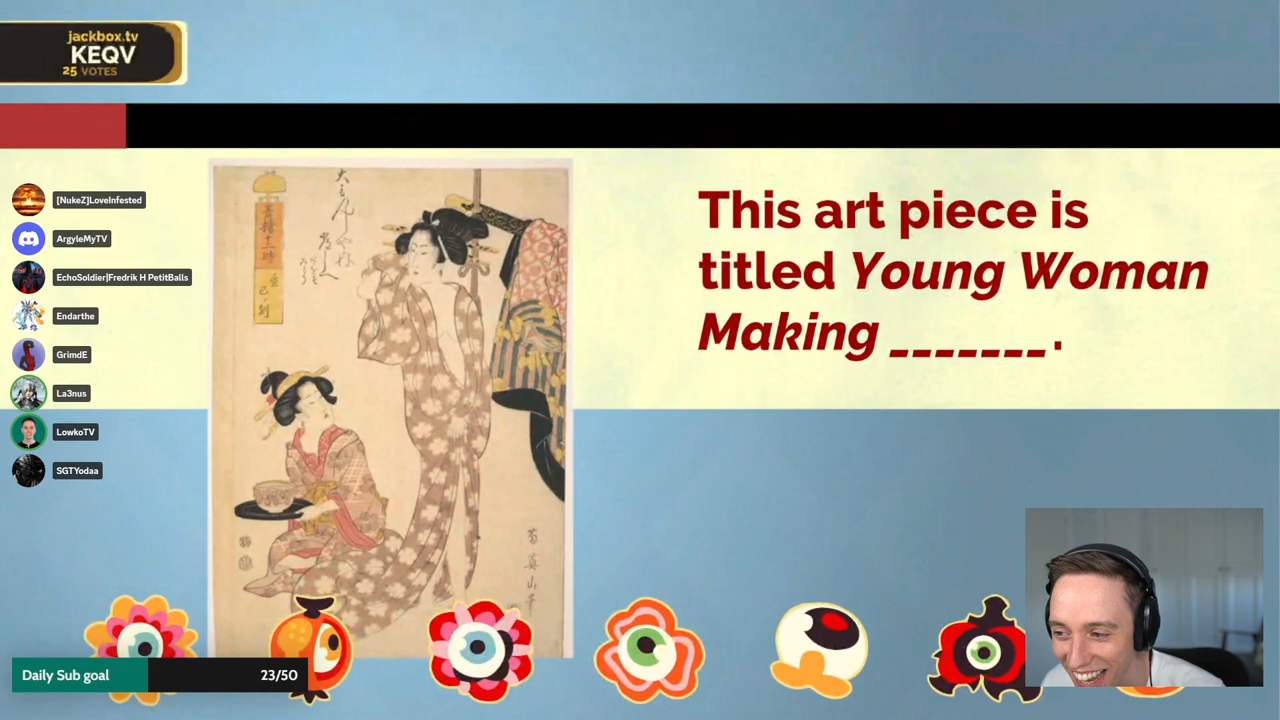 jackbox.tv
KEQV
25 VOTES
[NukeZ]LoveInfested
ArgyleMyTV
EchoSoldier|Fredrik H PetitBalls
Endarthe
GrimdE
La3nus
LowkoTV
SGTYodaa
This art piece is
titled Young Woman
Making _______.
Daily Sub goal 23/50